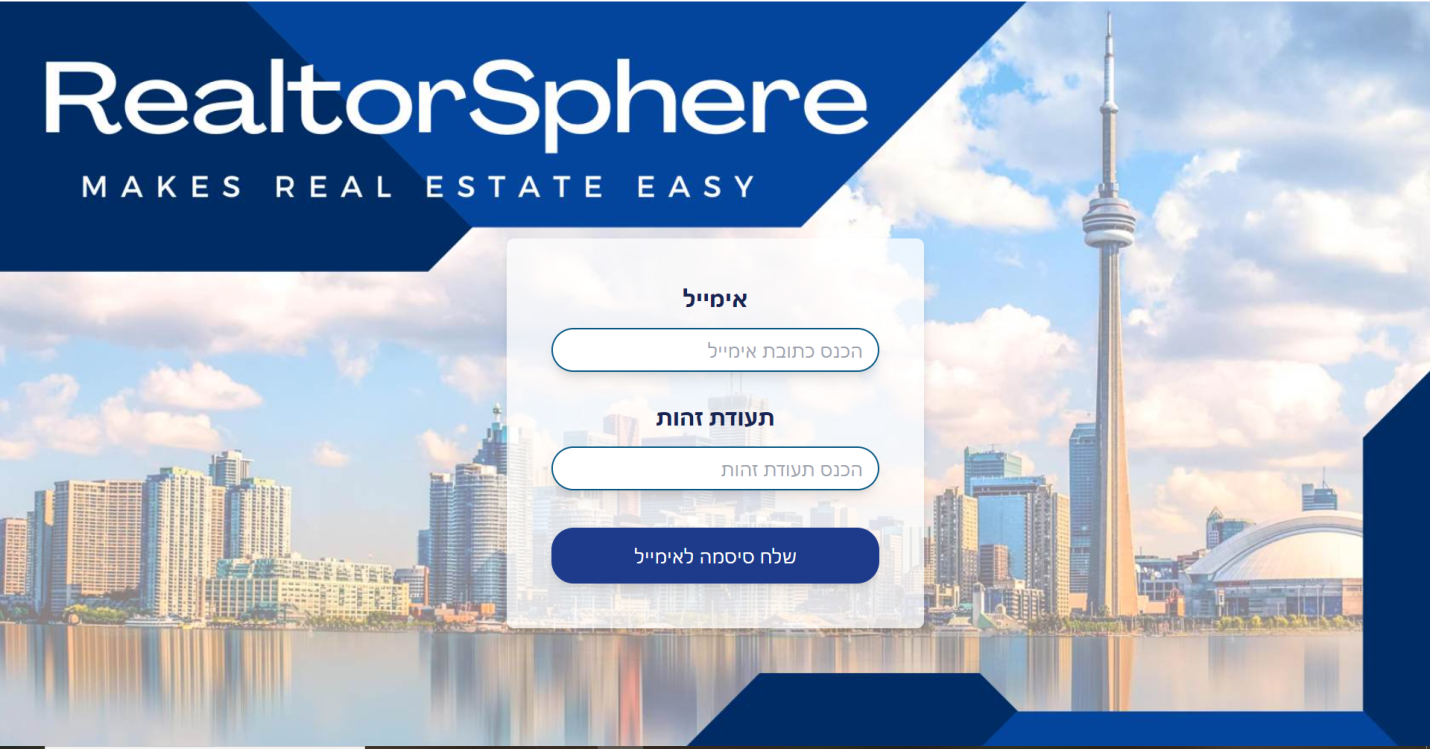 RealtorSphere
MAKES REAL ESTATE EASY
אימייל
הכנס כתובת אימייל
תעודת זהות
הכנס תעודת זהות
שלח סיסמה לאימייל